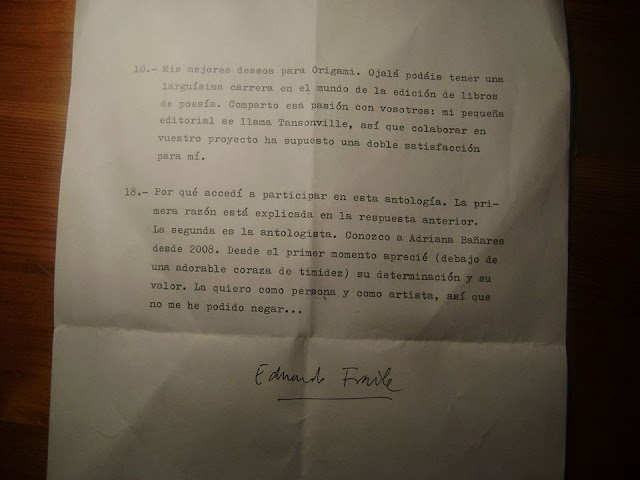 10.- Mis mejores deseos para Origami. Ojalá podáis tener una
larguísima carrera en el mundo de la edición de libros
de poesía. Comparto esa pasión con vosotros: mi pequeña
editorial se llama Tansonville, así que colaborar en
vuestro proyecto ha supuesto una doble satisfacción
para mí.
18.- Por qué accedí a participar en esta antología. La pri-
mera razón está explicada en la respuesta anterior.
La segunda es la antologista. Conozco a Adriana Bañares
desde 2008. Desde el primer momento aprecié (debajo de
una adorable coraza de timidez) su determinación y su
valor. La quiero como persona y como artista, así que
no me he podido negar...
Eduardo Fraile